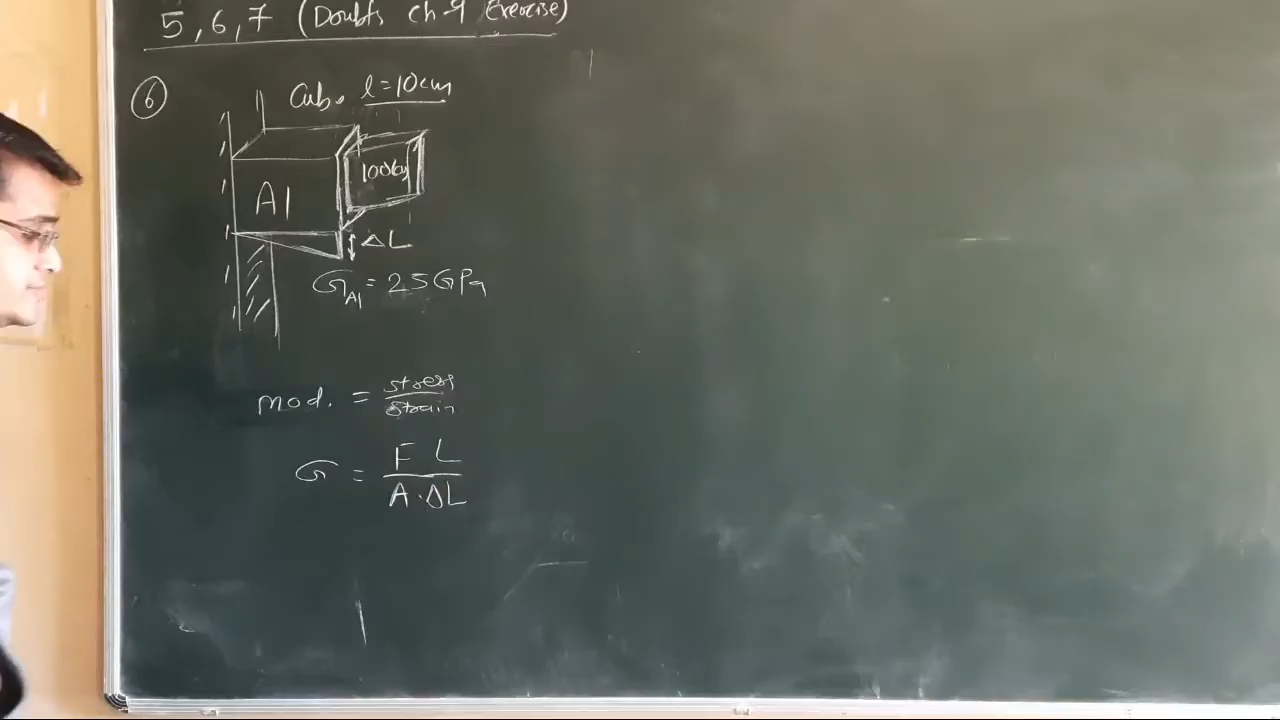 5, 6, 7 (Doubts ch-9 Exercise)
6
Cube l=10cm
100kg
Al
ΔL
G_Al = 25GPa
mod. = stress/strain
G = F L / A.ΔL